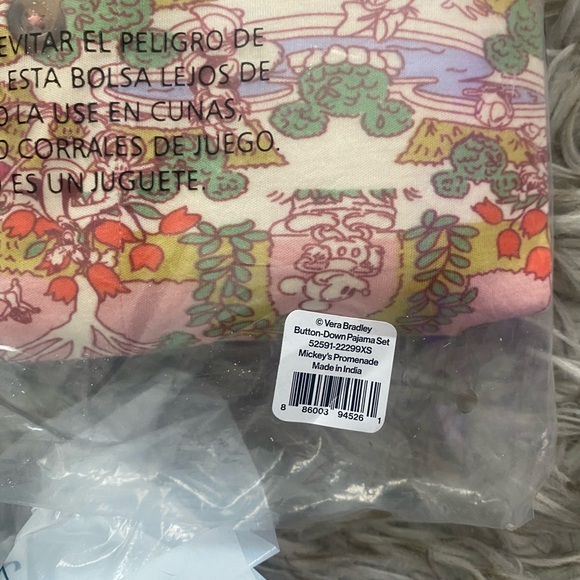 EVITAR EL PELIGRO DE
ESTA BOLSA LEJOS DE
LA USE EN CUNAS,
CORRALES DE JUEGO.
ES UN JUGUETE.
© Vera Bradley
Button-Down Pajama Set
52591-22299XS
Mickey's Promenade
Made in India
8 86003 94526 1